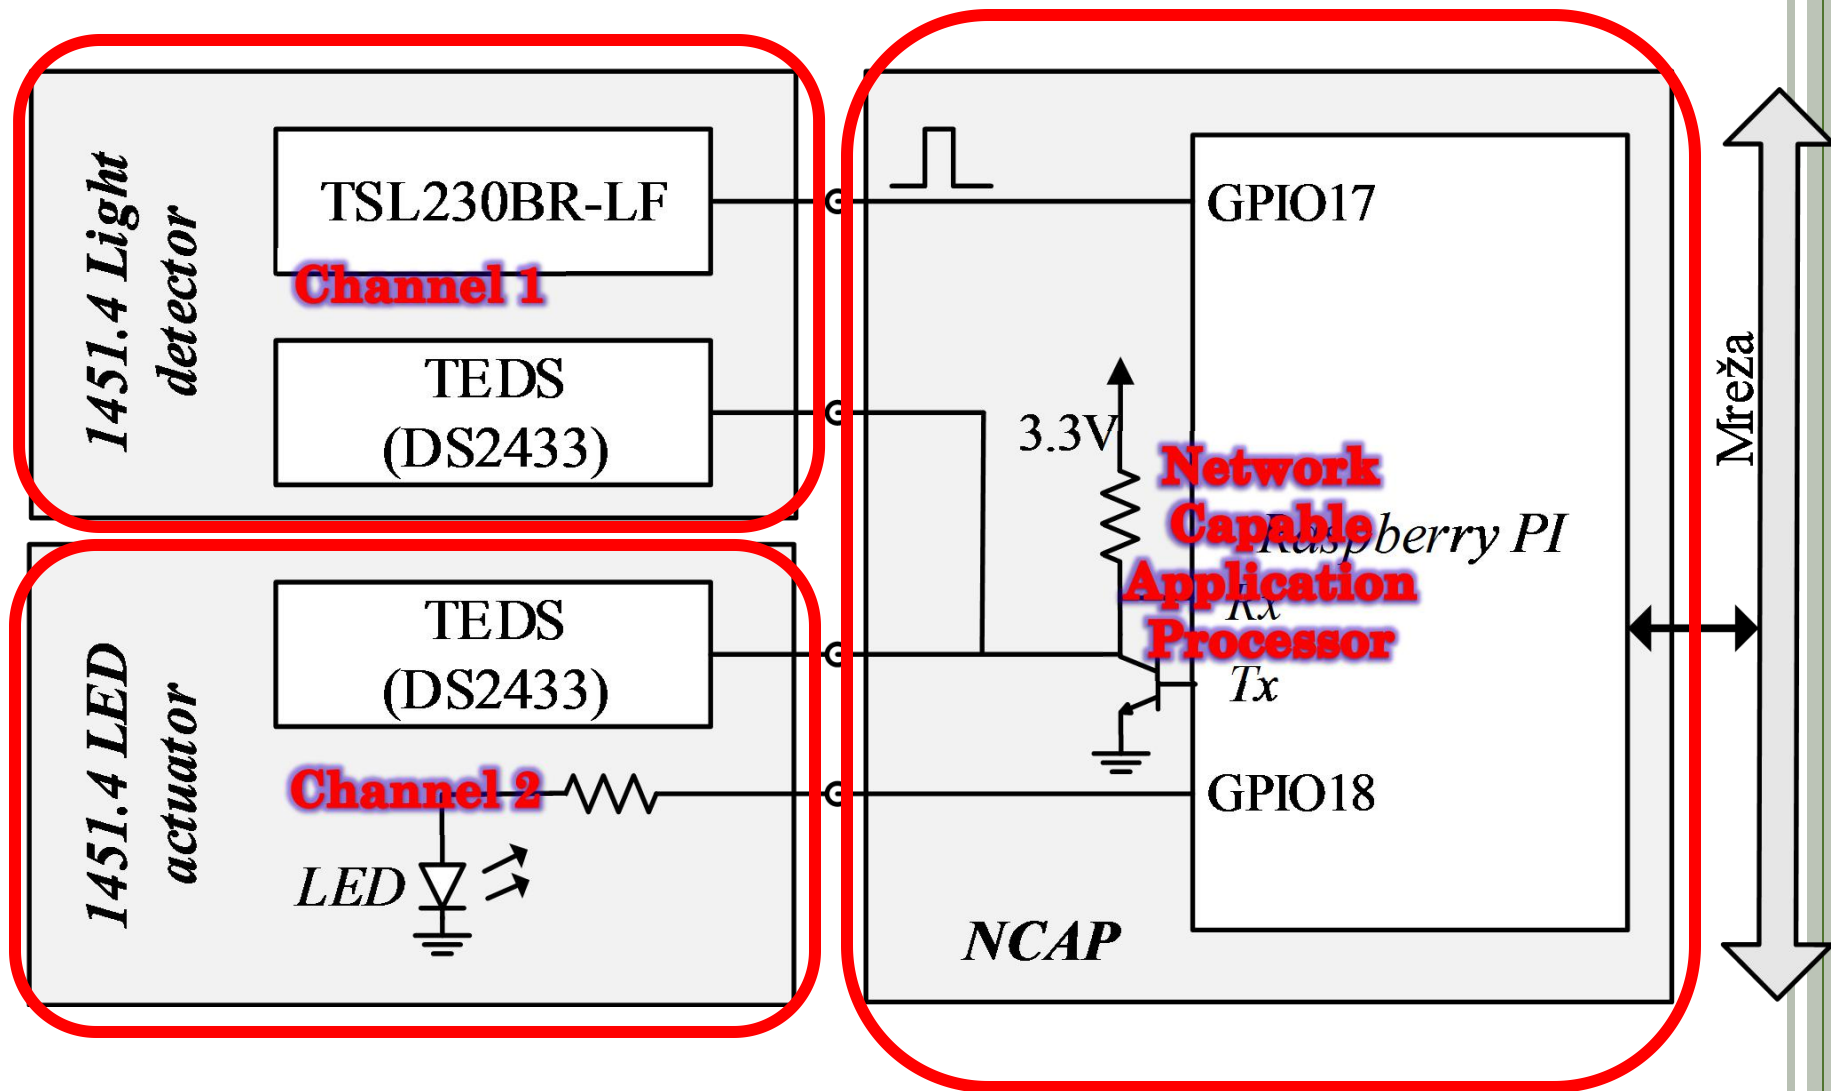 1451.4 Light
detector
TSL230BR-LF
Channel 1
TEDS
(DS2433)
1451.4 LED
actuator
TEDS
(DS2433)
Channel 2
LED
GPIO17
3.3V
Network
Capable
Application
Processor
Raspberry PI
Rx
Tx
GPIO18
NCAP
Mreža